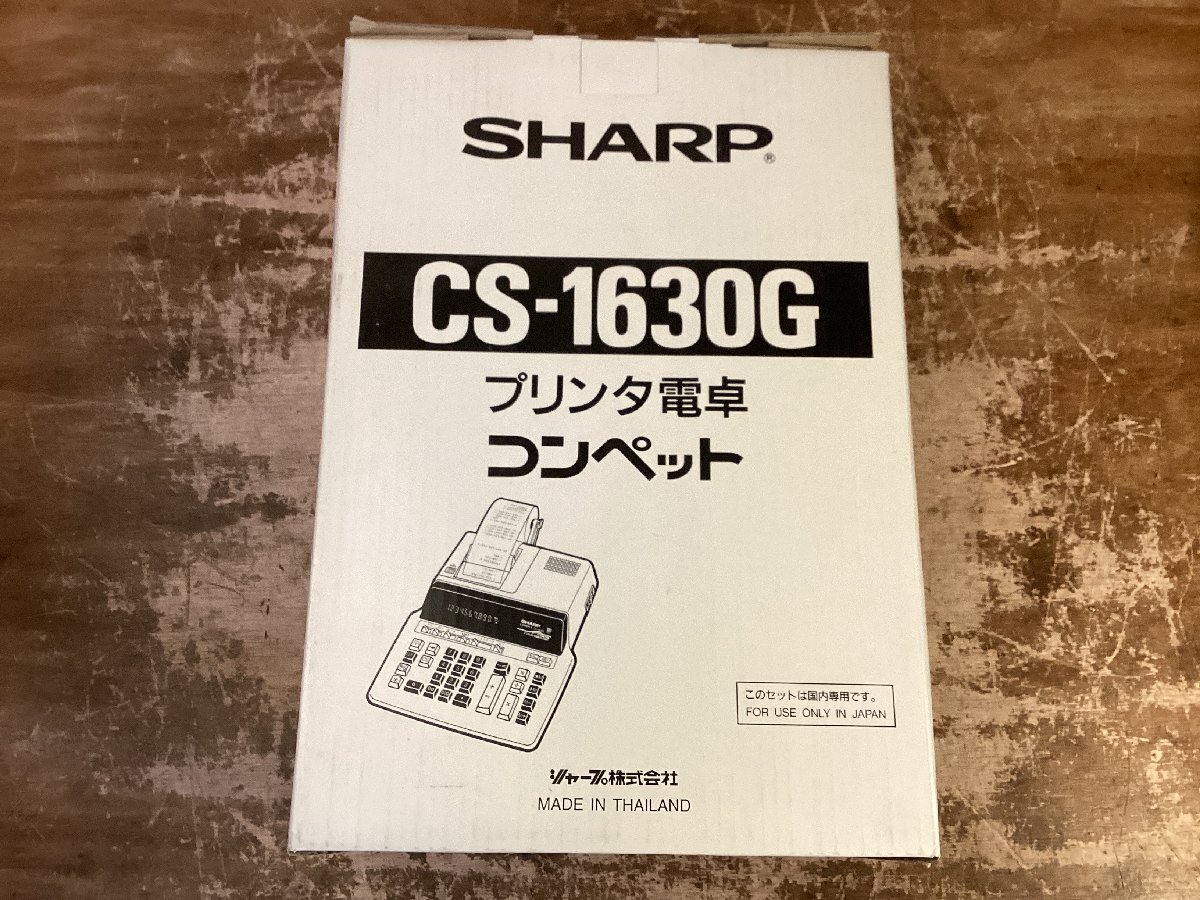 SHARP®
CS-1630G
プリンタ電卓
コンペット
1234567890
SHARP
このセットは国内専用です。
FOR USE ONLY IN JAPAN
シャープ株式会社
MADE IN THAILAND